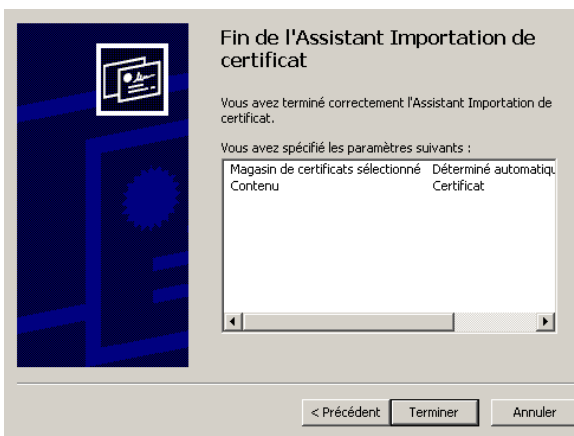 Fin de l'Assistant Importation de
certificat
Vous avez terminé correctement l'Assistant Importation de
certificat.
Vous avez spécifié les paramètres suivants :
Magasin de certificats sélectionné Déterminé automatiqu
Contenu Certificat
< Précédent Terminer Annuler